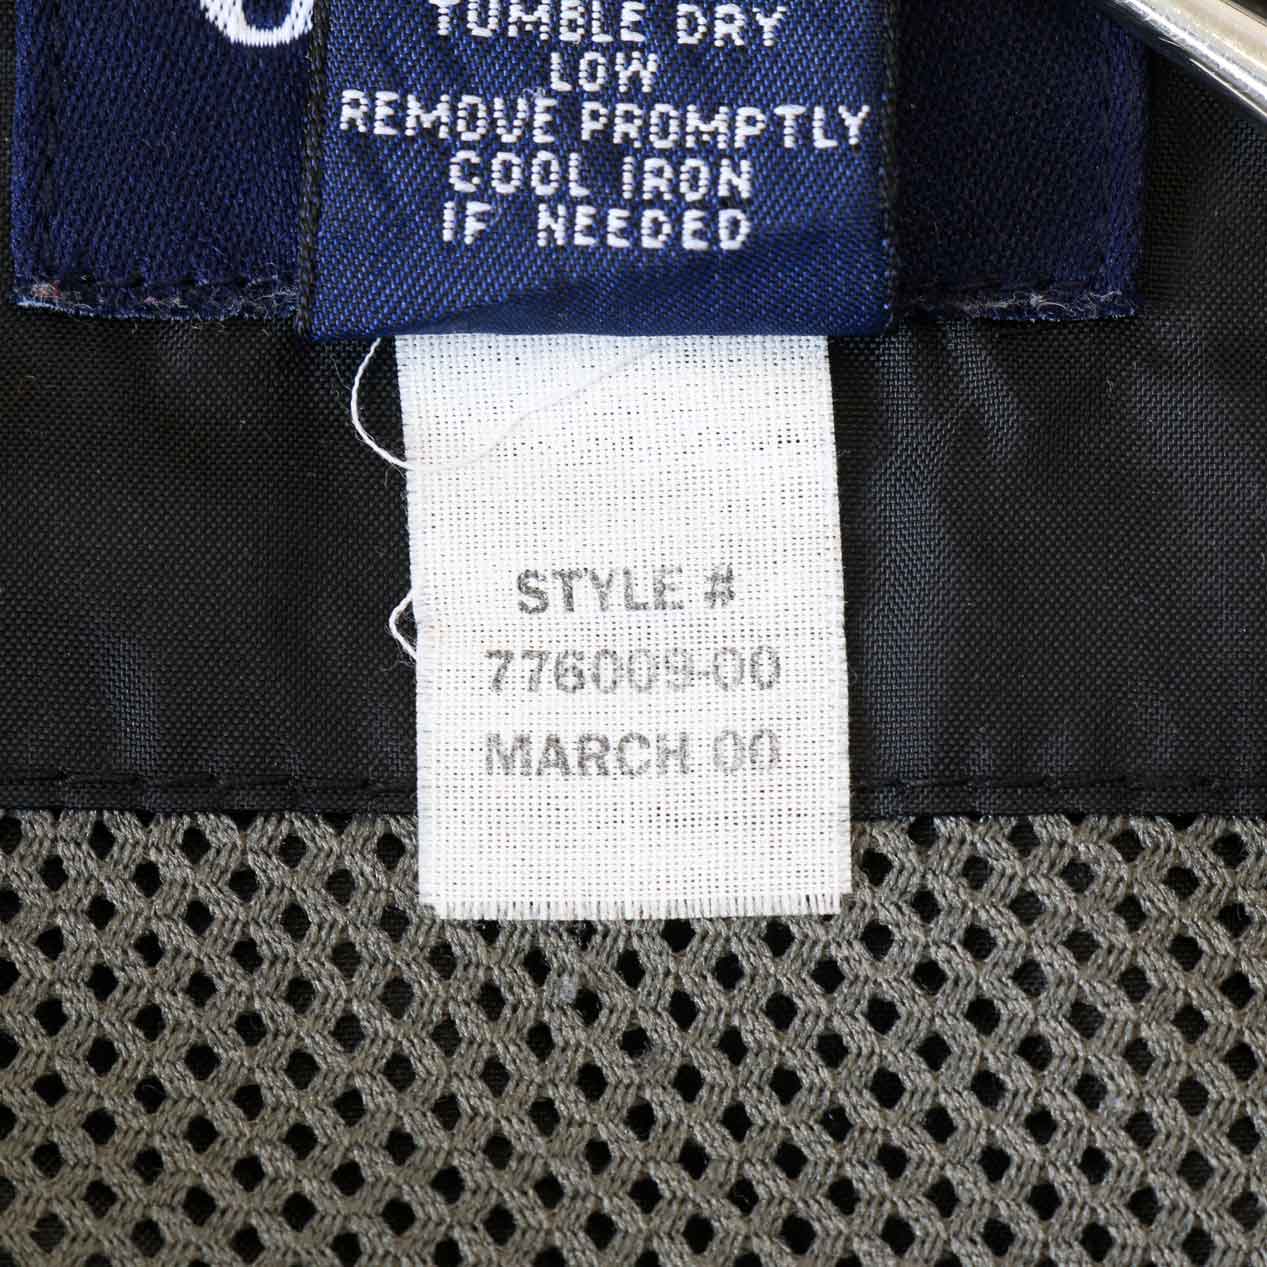 TUMBLE DRY
LOW
REMOVE PROMPTLY
COOL IRON
IF NEEDED
STYLE #
776009-00
MARCH 00